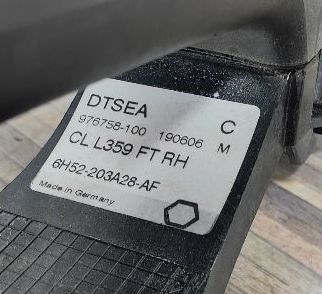 DTSEA C
976758-100 190606 M
CL L359 FT RH
6H52-203A28-AF
Made in Germany